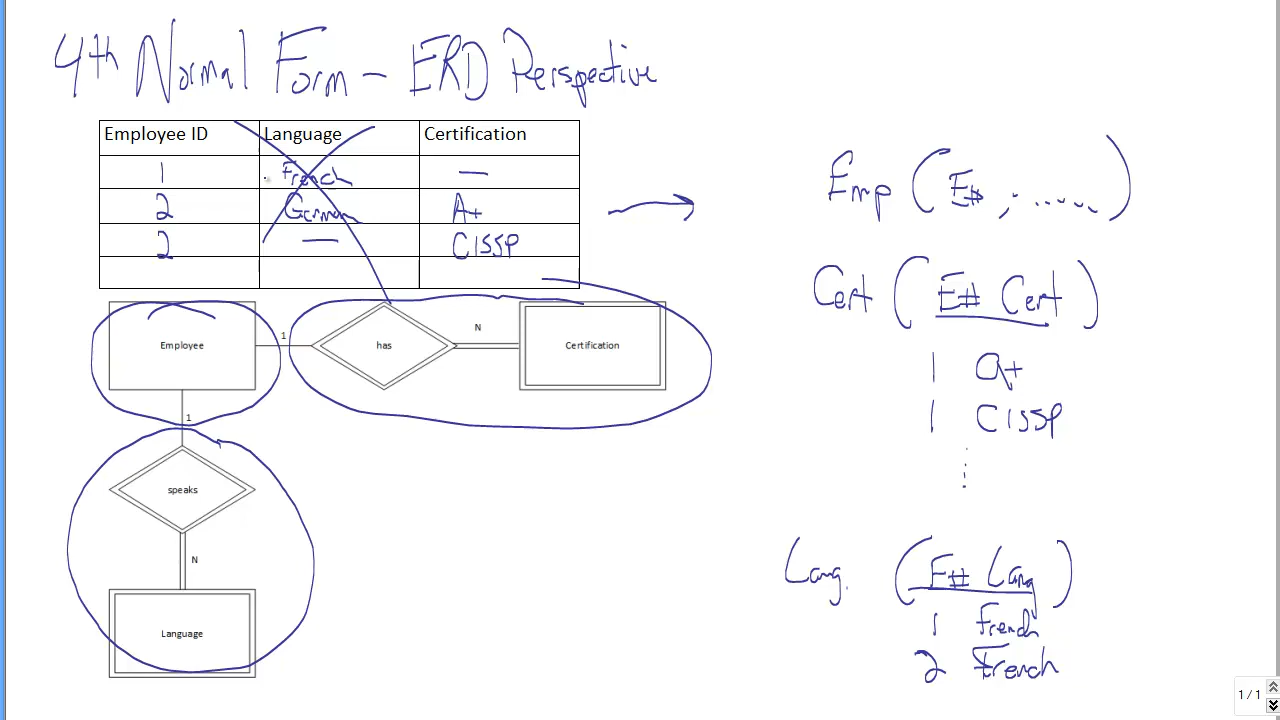 4th Normal Form - ERD Perspective
Employee ID Language Certification
1 French —
2 German A+
2 — CISSP
Employee
1
has
N
Certification
1
speaks
N
Language
Emp (E#, ......)
Cert (E# Cert)
1 A+
1 CISSP
Lang. (E# Lang)
1 French
2 French
1 / 1